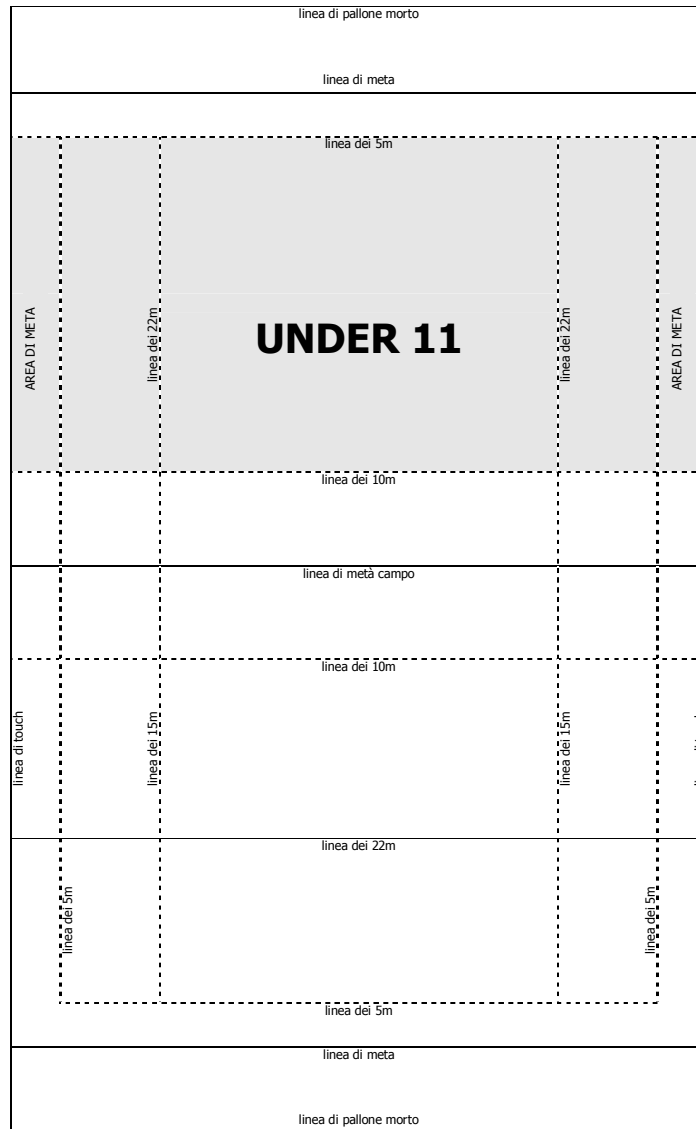 linea di pallone morto
linea di meta
linea dei 5m
AREA DI META
linea dei 22m
UNDER 11
linea dei 22m
AREA DI META
linea dei 10m
linea di metà campo
linea dei 10m
linea di touch
linea dei 15m
linea dei 15m
linea dei 22m
linea dei 5m
linea dei 5m
linea dei 5m
linea di meta
linea di pallone morto